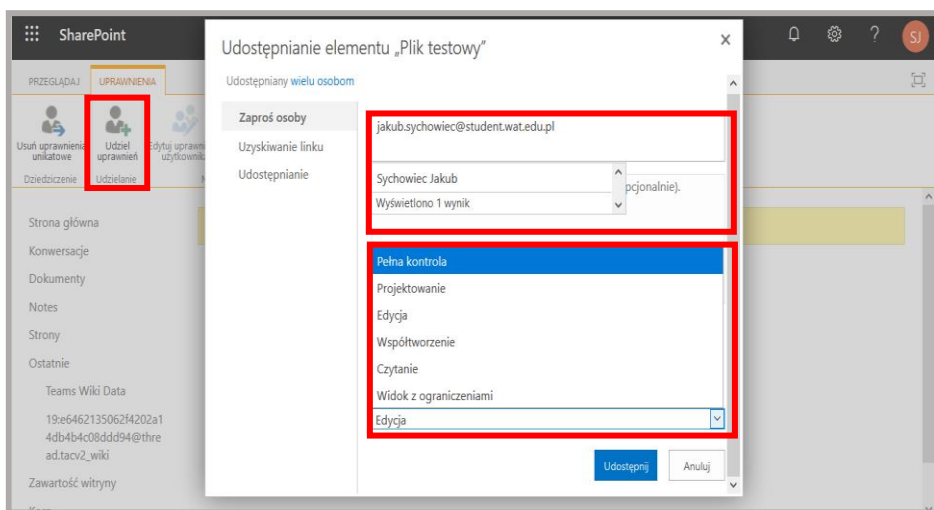 SharePoint
?
SJ
PRZEGLĄDAJ
UPRAWNIENIA
Usuń uprawnienia
unikatowe
Udziel
uprawnień
Edytuj
użytkownik
Dziedziczenie
Udzielanie
Strona główna
Konwersacje
Dokumenty
Notes
Strony
Ostatnie
Teams Wiki Data
19:e6462135062f4202a1
4db4b4c08ddd94@thre
ad.tacv2_wiki
Zawartość witryny
Udostępnianie elementu „Plik testowy”
X
Udostępniany wielu osobom
Zaproś osoby
Uzyskiwanie linku
Udostępnianie
jakub.sychowiec@student.wat.edu.pl
Sychowiec Jakub
pcjonalnie).
Wyświetlono 1 wynik
Pełna kontrola
Projektowanie
Edycja
Współtworzenie
Czytanie
Widok z ograniczeniami
Edycja
Udostępnij
Anuluj